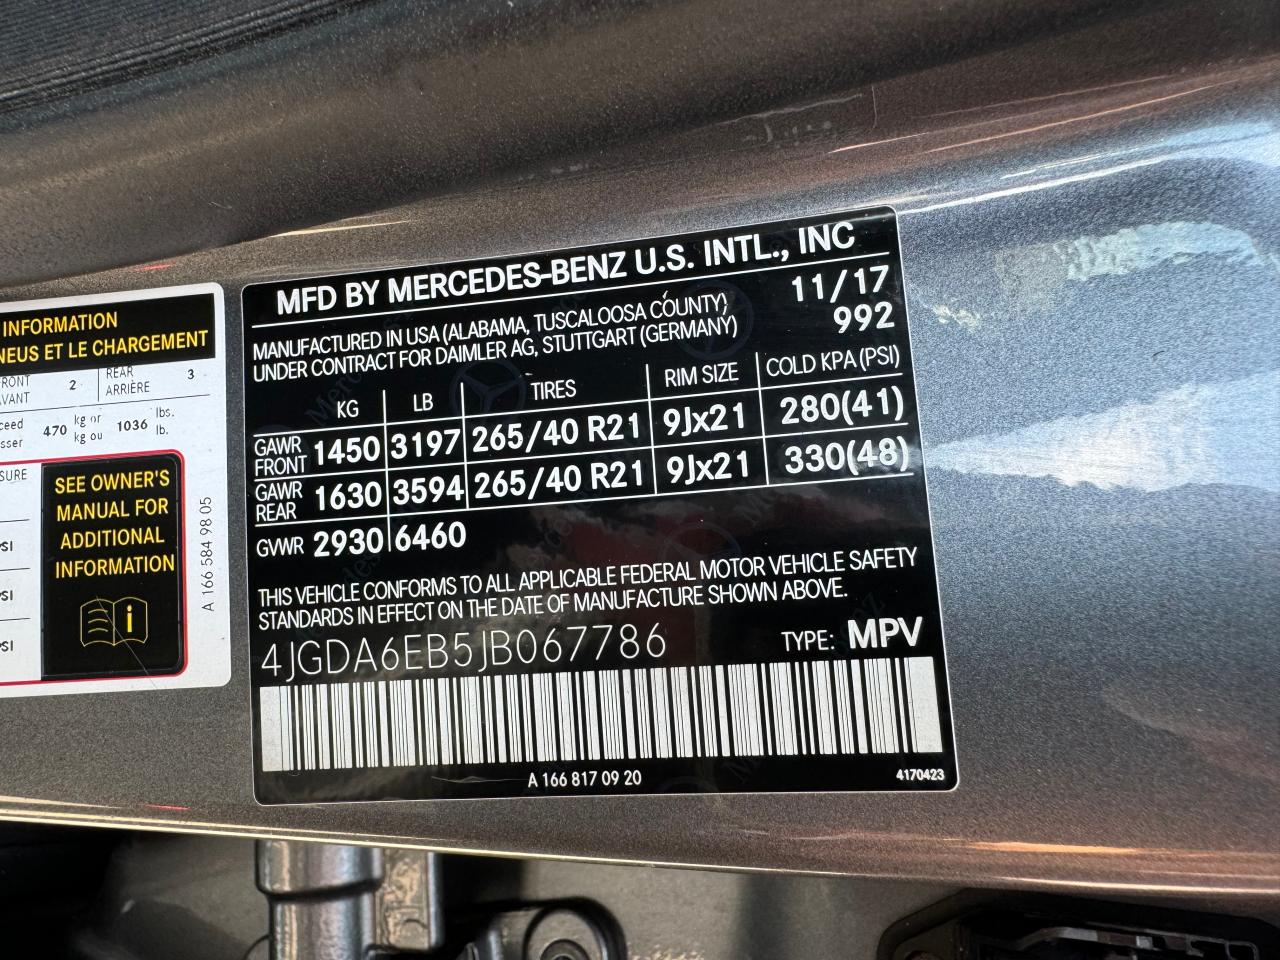 INFORMATION
NEUS ET LE CHARGEMENT
FRONT
AVANT
2
REAR
ARRIÈRE
3
470
kg or
kg ou
1036
lbs.
lb.
SEE OWNER'S
MANUAL FOR
ADDITIONAL
INFORMATION
A 166 584 98 05
MFD BY MERCEDES-BENZ U.S. INTL., INC
MANUFACTURED IN USA (ALABAMA, TUSCALOOSA COUNTY)
UNDER CONTRACT FOR DAIMLER AG, STUTTGART (GERMANY)
11/17
992
KG LB TIRES RIM SIZE COLD KPA (PSI)
GAWR FRONT 1450 3197 265/40 R21 9Jx21 280(41)
GAWR REAR 1630 3594 265/40 R21 9Jx21 330(48)
GVWR 2930 6460
THIS VEHICLE CONFORMS TO ALL APPLICABLE FEDERAL MOTOR VEHICLE SAFETY
STANDARDS IN EFFECT ON THE DATE OF MANUFACTURE SHOWN ABOVE.
4JGDA6EB5JB067786 TYPE: MPV
A 166 817 09 20
4170423